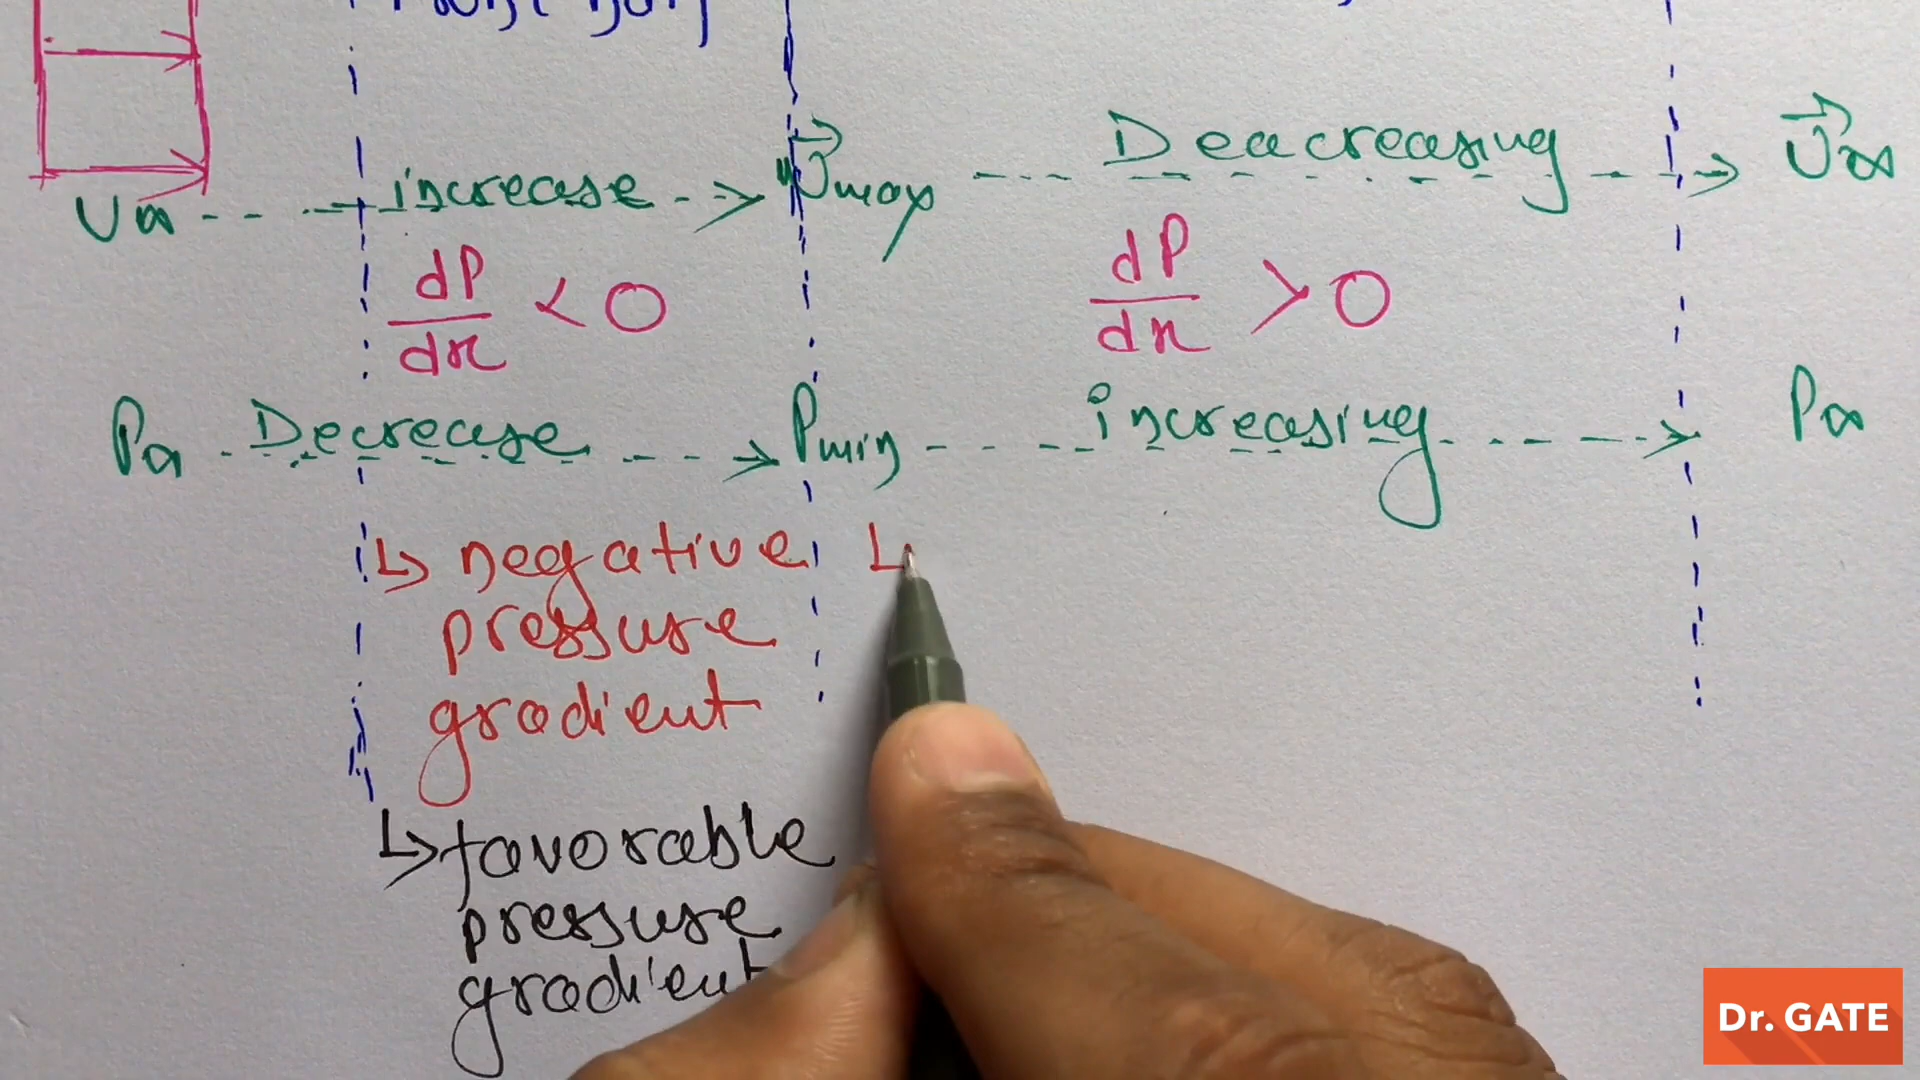 U∞ increase U⃗max Deacreasing U⃗∞
dP/dx < 0 dP/dx > 0
P∞ Decrease Pmin increasing P∞
↳ negative
pressure
gradient
↳ favorable
pressure
gradient
Dr. GATE